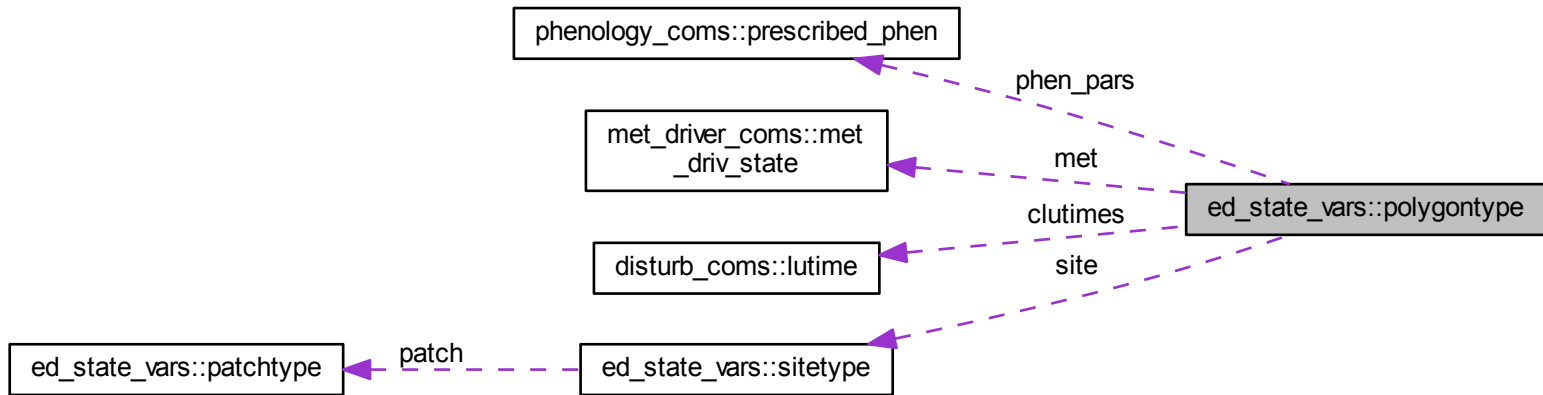 phenology_coms::prescribed_phen
phen_pars
met_driver_coms::met
_driv_state
met
ed_state_vars::polygontype
clutimes
disturb_coms::lutime
site
ed_state_vars::patchtype
patch
ed_state_vars::sitetype